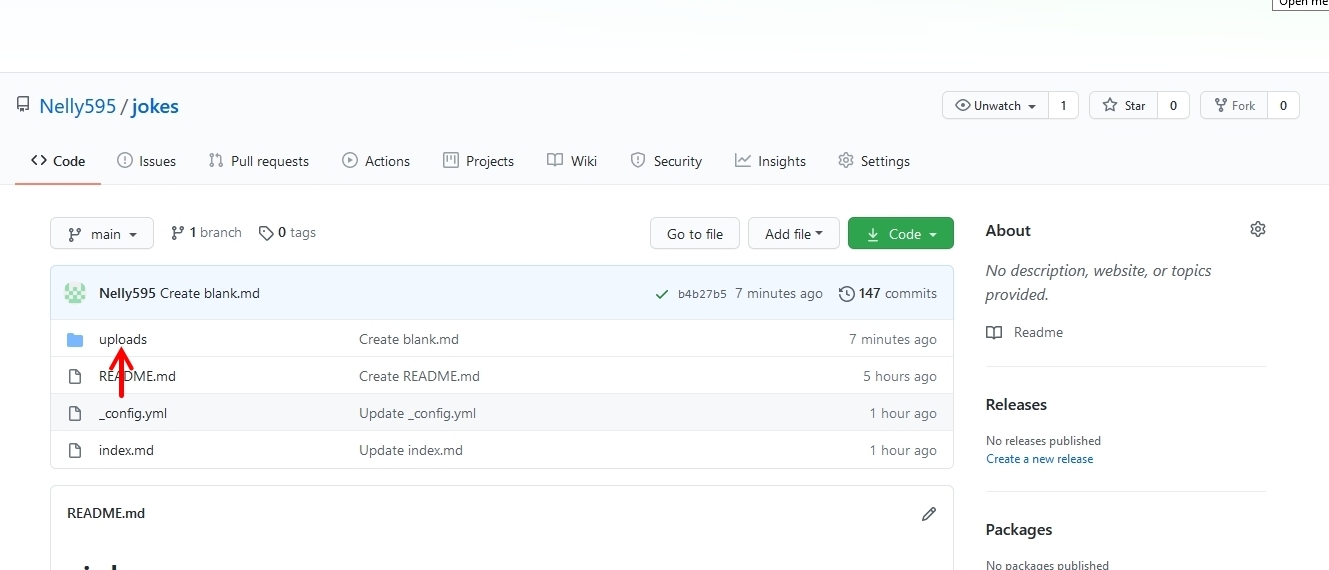 Open me
Nelly595 / jokes
Unwatch 1 Star 0 Fork 0
Code Issues Pull requests Actions Projects Wiki Security Insights Settings
main 1 branch 0 tags Go to file Add file Code
Nelly595 Create blank.md b4b27b5 7 minutes ago 147 commits
uploads Create blank.md 7 minutes ago
README.md Create README.md 5 hours ago
_config.yml Update _config.yml 1 hour ago
index.md Update index.md 1 hour ago
README.md
About
No description, website, or topics
provided.
Readme
Releases
No releases published
Create a new release
Packages
No packages published